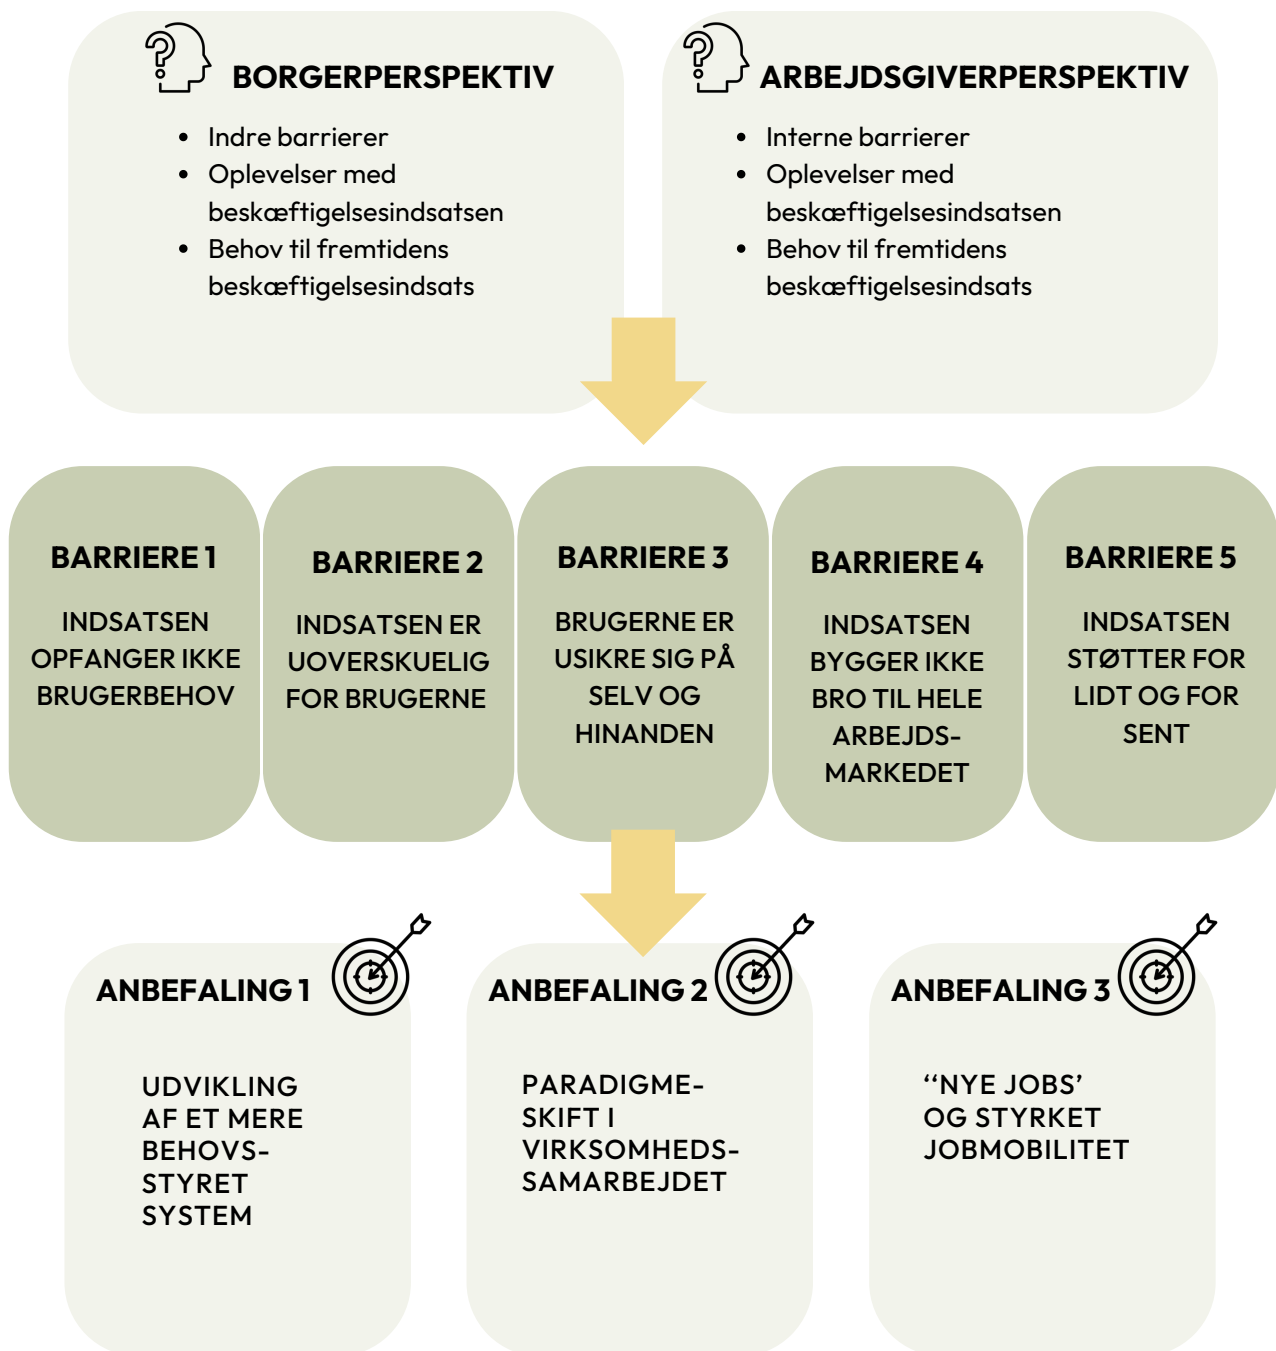 BORGERPERSPEKTIV
• Indre barrierer
• Oplevelser med
beskæftigelsesindsatsen
• Behov til fremtidens
beskæftigelsesindsats
ARBEJDSGIVERPERSPEKTIV
• Interne barrierer
• Oplevelser med
beskæftigelsesindsatsen
• Behov til fremtidens
beskæftigelsesindsats
BARRIERE 1
INDSATSEN
OPFANGER IKKE
BRUGERBEHOV
BARRIERE 2
INDSATSEN ER
UOVERSKUELIG
FOR BRUGERNE
BARRIERE 3
BRUGERNE ER
USIKRE SIG PÅ
SELV OG
HINANDEN
BARRIERE 4
INDSATSEN
BYGGER IKKE
BRO TIL HELE
ARBEJDS-
MARKEDET
BARRIERE 5
INDSATSEN
STØTTER FOR
LIDT OG FOR
SENT
ANBEFALING 1
UDVIKLING
AF ET MERE
BEHOVS-
STYRET
SYSTEM
ANBEFALING 2
PARADIGME-
SKIFT I
VIRKSOMHEDS-
SAMARBEJDET
ANBEFALING 3
‘‘NYE JOBS’
OG STYRKET
JOBMOBILITET